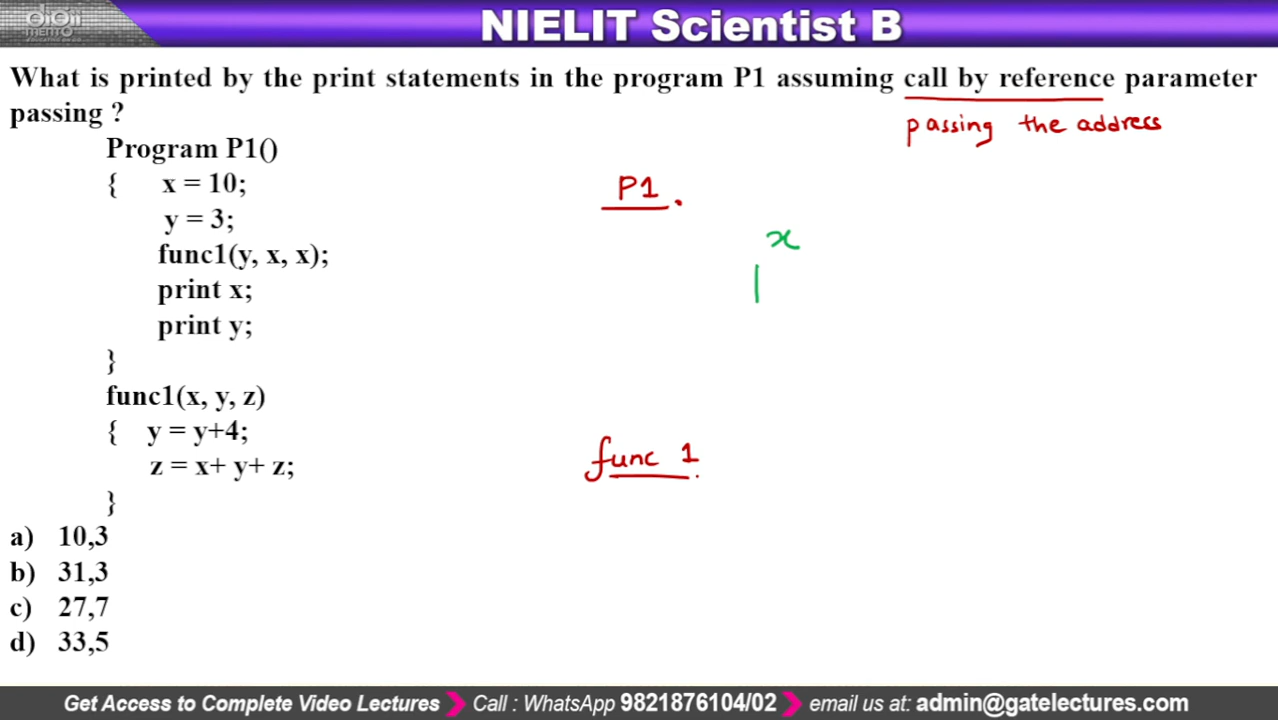 digii
MENTO
NIELIT Scientist B
What is printed by the print statements in the program P1 assuming call by reference parameter
passing ?
passing the address
Program P1()
{ x = 10;
y = 3;
func1(y, x, x);
print x;
print y;
}
P1.
x
func1(x, y, z)
{ y = y+4;
z = x+ y+ z;
}
func 1
a) 10,3
b) 31,3
c) 27,7
d) 33,5
Get Access to Complete Video Lectures Call : WhatsApp 9821876104/02 email us at: admin@gatelectures.com